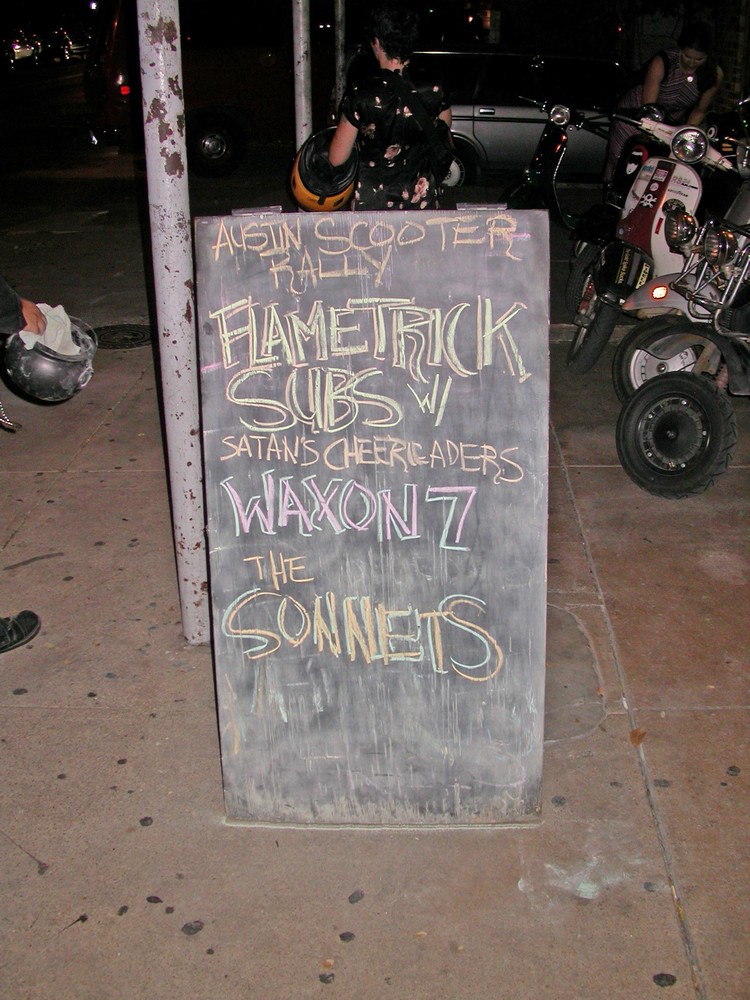 AUSTIN SCOOTER
RALLY
FLAMETRICK
SUBS W/
SATAN'S CHEERLEADERS
WAXON 7
THE
SONNETS